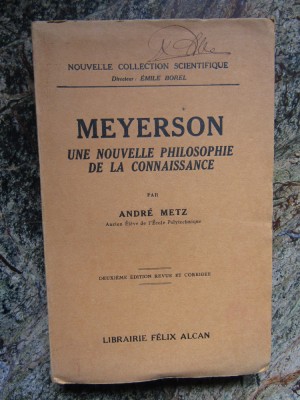 NOUVELLE COLLECTION SCIENTIFIQUE
Directeur : ÉMILE BOREL
MEYERSON
UNE NOUVELLE PHILOSOPHIE
DE LA CONNAISSANCE
PAR
ANDRÉ METZ
Ancien Élève de l'École Polytechnique
DEUXIÈME ÉDITION REVUE ET CORRIGÉE
LIBRAIRIE FÉLIX ALCAN